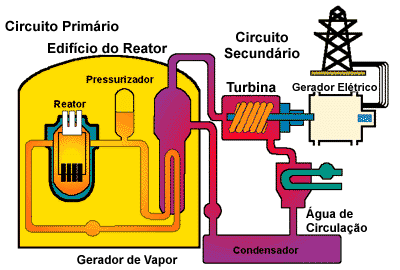 Circuito Primário
Edifício do Reator
Pressurizador
Reator
Circuito
Secundário
Turbina
Gerador Elétrico
Água de
Circulação
Condensador
Gerador de Vapor